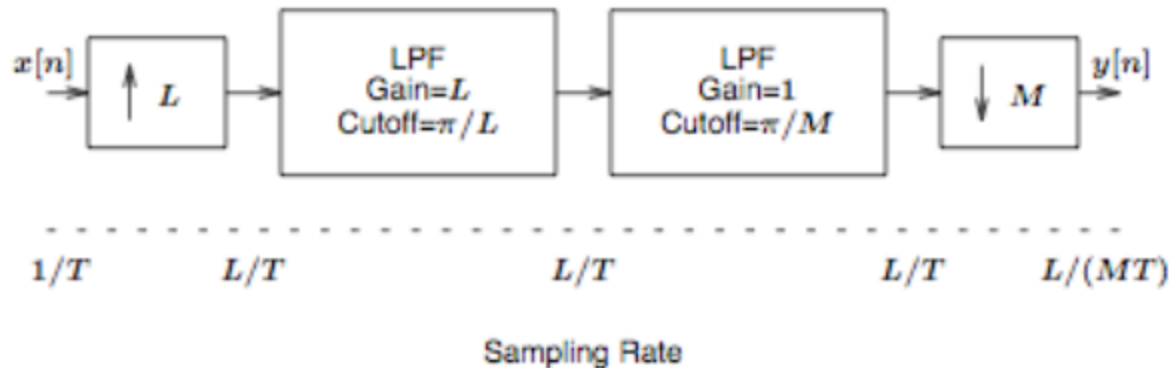 x[n]
↑ L
LPF
Gain=L
Cutoff=π/L
LPF
Gain=1
Cutoff=π/M
↓ M
y[n]
1/T
L/T
L/T
L/T
L/(MT)
Sampling Rate